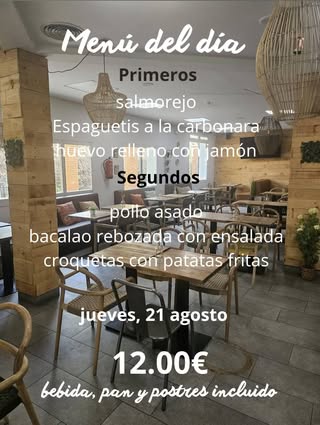 Menú del día
Primeros
salmorejo
Espaguetis a la carbonara
huevo relleno con jamón
Segundos
pollo asado
bacalao rebozada con ensalada
croquetas con patatas fritas
jueves, 21 agosto
12.00€
bebida, pan y postres incluido